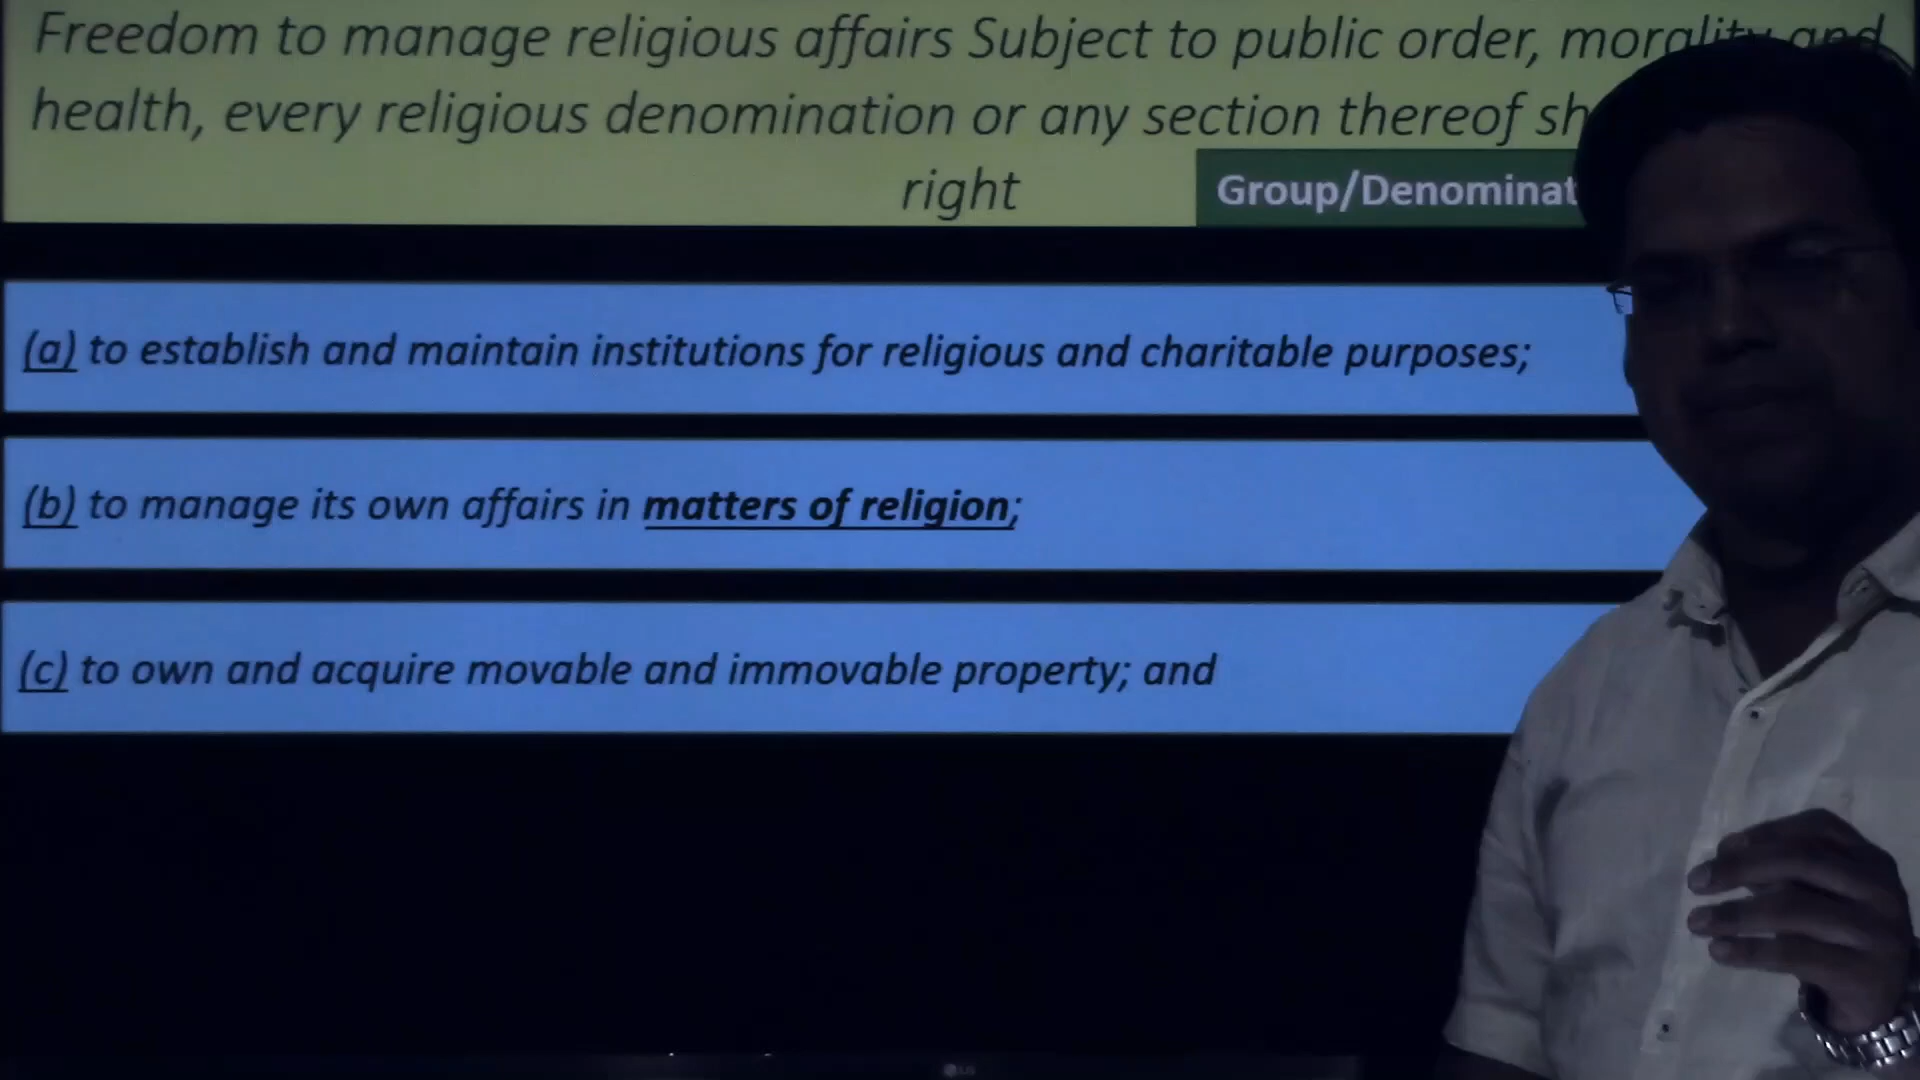 Freedom to manage religious affairs Subject to public order, morality and
health, every religious denomination or any section thereof sh
right
Group/Denominat
(a) to establish and maintain institutions for religious and charitable purposes;
(b) to manage its own affairs in matters of religion;
(c) to own and acquire movable and immovable property; and
LG